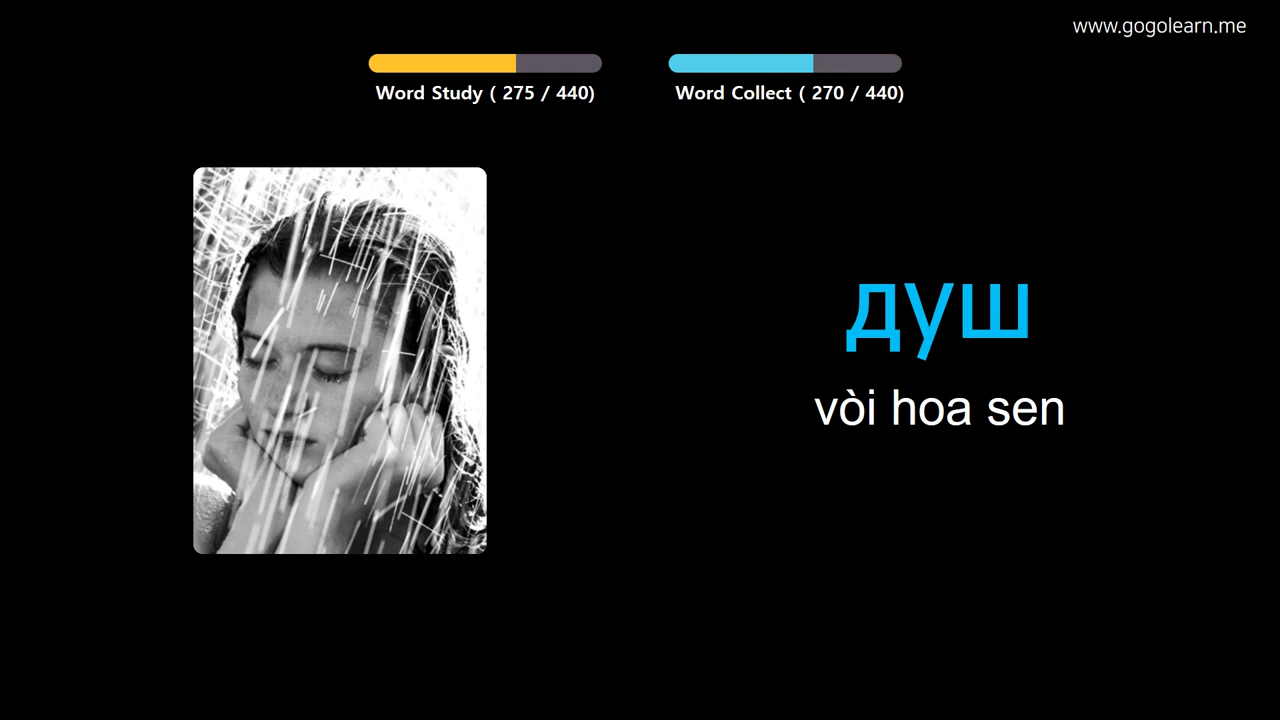 www.gogolearn.me
Word Study ( 275 / 440)
Word Collect ( 270 / 440)
душ
vòi hoa sen